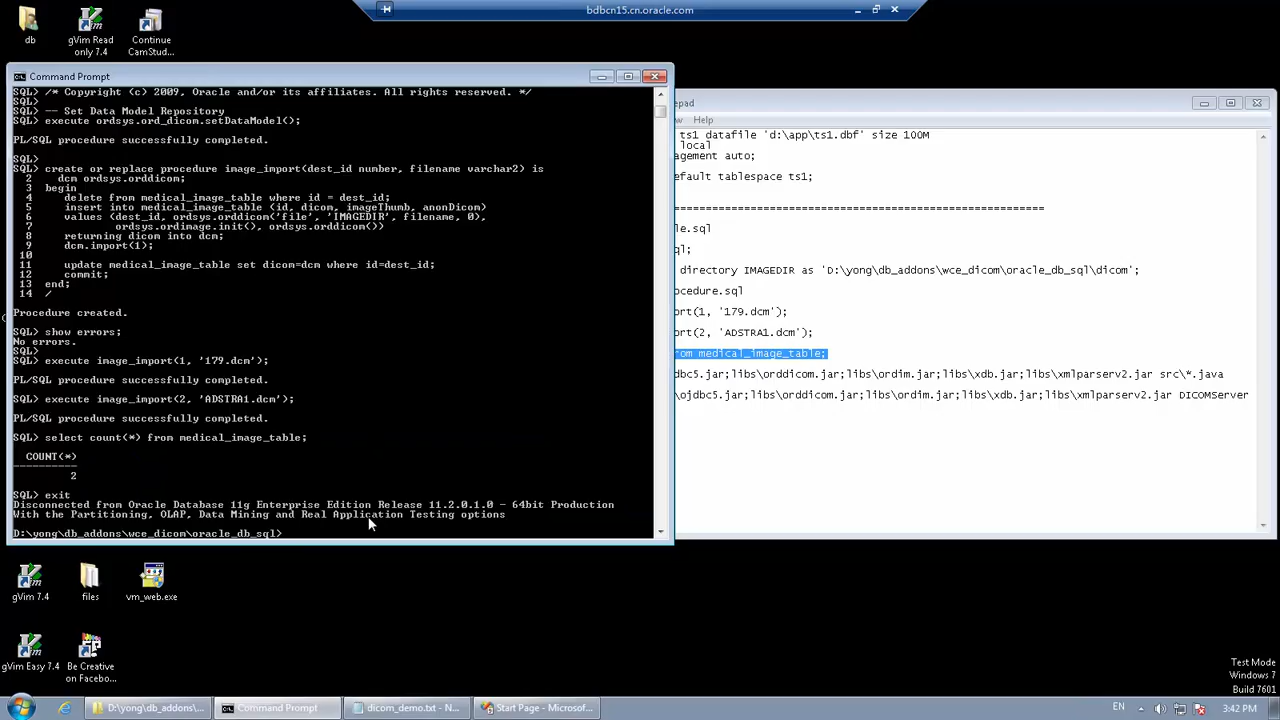 bdbcn15.cn.oracle.com
db
gVim Read
only 7.4
Continue
CamStud...
Command Prompt
SQL> /* Copyright (c) 2009, Oracle and/or its affiliates. All rights reserved. */
SQL>
SQL> -- Set Data Model Repository
SQL> execute ordsys.ord_dicom.setDataModel();
PL/SQL procedure successfully completed.
SQL>
SQL> create or replace procedure image_import(dest_id number, filename varchar2) is
2 dcm ordsys.orddicom;
3 begin
4 delete from medical_image_table where id = dest_id;
5 insert into medical_image_table (id, dicom, imageThumb, anonDicom)
6 values (dest_id, ordsys.orddicom('file', 'IMAGEDIR', filename, 0),
7 ordsys.ordimage.init(), ordsys.orddicom())
8 returning dicom into dcm;
9 dcm.import(1);
10
11 update medical_image_table set dicom=dcm where id=dest_id;
12 commit;
13 end;
14 /
Procedure created.
SQL> show errors;
No errors.
SQL>
SQL> execute image_import(1, '179.dcm');
PL/SQL procedure successfully completed.
SQL> execute image_import(2, 'ADSTRA1.dcm');
PL/SQL procedure successfully completed.
SQL> select count(*) from medical_image_table;
COUNT(*)
----------
2
SQL> exit
Disconnected from Oracle Database 11g Enterprise Edition Release 11.2.0.1.0 - 64bit Production
With the Partitioning, OLAP, Data Mining and Real Application Testing options
D:\yong\db_addons\wce_dicom\oracle_db_sql>
epad
w Help
ts1 datafile 'd:\app\ts1.dbf' size 100M
local
agement auto;
efault tablespace ts1;
=====================================================
le.sql
ql;
directory IMAGEDIR as 'D:\yong\db_addons\wce_dicom\oracle_db_sql\dicom';
ocedure.sql
ort(1, '179.dcm');
ort(2, 'ADSTRA1.dcm');
rom medical_image_table;
dbc5.jar;libs\orddicom.jar;libs\ordim.jar;libs\xdb.jar;libs\xmlparserv2.jar src\*.java
\ojdbc5.jar;libs\orddicom.jar;libs\ordim.jar;libs\xdb.jar;libs\xmlparserv2.jar DICOMServer
gVim 7.4
files
vm_web.exe
gVim Easy 7.4
Be Creative
on Facebo...
Test Mode
Windows 7
Build 7601
D:\yong\db_addons\...
Command Prompt
dicom_demo.txt - N...
Start Page - Microsof...
EN
3:42 PM